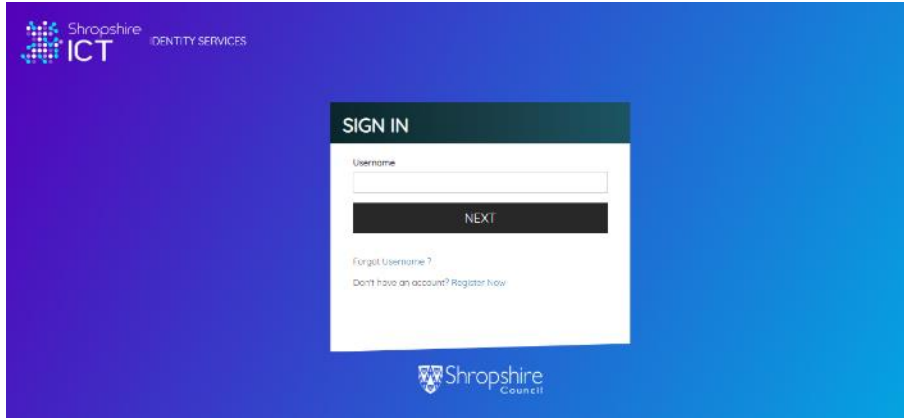 Shropshire
ICT
IDENTITY SERVICES
SIGN IN
Username
NEXT
Forgot Username ?
Don't have an account? Register Now
Shropshire
Council